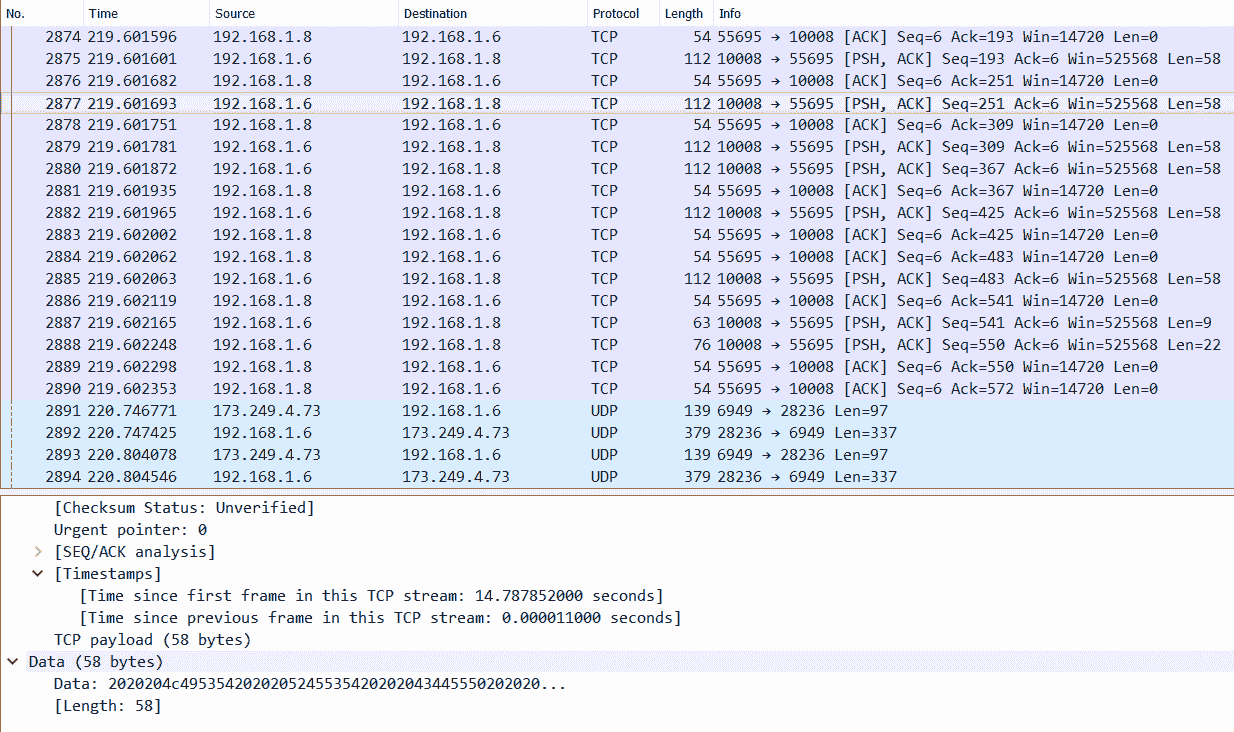 No. Time Source Destination Protocol Length Info
2874 219.601596 192.168.1.8 192.168.1.6 TCP 54 55695 → 10008 [ACK] Seq=6 Ack=193 Win=14720 Len=0
2875 219.601601 192.168.1.6 192.168.1.8 TCP 112 10008 → 55695 [PSH, ACK] Seq=193 Ack=6 Win=525568 Len=58
2876 219.601682 192.168.1.8 192.168.1.6 TCP 54 55695 → 10008 [ACK] Seq=6 Ack=251 Win=14720 Len=0
2877 219.601693 192.168.1.6 192.168.1.8 TCP 112 10008 → 55695 [PSH, ACK] Seq=251 Ack=6 Win=525568 Len=58
2878 219.601751 192.168.1.8 192.168.1.6 TCP 54 55695 → 10008 [ACK] Seq=6 Ack=309 Win=14720 Len=0
2879 219.601781 192.168.1.6 192.168.1.8 TCP 112 10008 → 55695 [PSH, ACK] Seq=309 Ack=6 Win=525568 Len=58
2880 219.601872 192.168.1.6 192.168.1.8 TCP 112 10008 → 55695 [PSH, ACK] Seq=367 Ack=6 Win=525568 Len=58
2881 219.601935 192.168.1.8 192.168.1.6 TCP 54 55695 → 10008 [ACK] Seq=6 Ack=367 Win=14720 Len=0
2882 219.601965 192.168.1.6 192.168.1.8 TCP 112 10008 → 55695 [PSH, ACK] Seq=425 Ack=6 Win=525568 Len=58
2883 219.602002 192.168.1.8 192.168.1.6 TCP 54 55695 → 10008 [ACK] Seq=6 Ack=425 Win=14720 Len=0
2884 219.602062 192.168.1.8 192.168.1.6 TCP 54 55695 → 10008 [ACK] Seq=6 Ack=483 Win=14720 Len=0
2885 219.602063 192.168.1.6 192.168.1.8 TCP 112 10008 → 55695 [PSH, ACK] Seq=483 Ack=6 Win=525568 Len=58
2886 219.602119 192.168.1.8 192.168.1.6 TCP 54 55695 → 10008 [ACK] Seq=6 Ack=541 Win=14720 Len=0
2887 219.602165 192.168.1.6 192.168.1.8 TCP 63 10008 → 55695 [PSH, ACK] Seq=541 Ack=6 Win=525568 Len=9
2888 219.602248 192.168.1.6 192.168.1.8 TCP 76 10008 → 55695 [PSH, ACK] Seq=550 Ack=6 Win=525568 Len=22
2889 219.602298 192.168.1.8 192.168.1.6 TCP 54 55695 → 10008 [ACK] Seq=6 Ack=550 Win=14720 Len=0
2890 219.602353 192.168.1.8 192.168.1.6 TCP 54 55695 → 10008 [ACK] Seq=6 Ack=572 Win=14720 Len=0
2891 220.746771 173.249.4.73 192.168.1.6 UDP 139 6949 → 28236 Len=97
2892 220.747425 192.168.1.6 173.249.4.73 UDP 379 28236 → 6949 Len=337
2893 220.804078 173.249.4.73 192.168.1.6 UDP 139 6949 → 28236 Len=97
2894 220.804546 192.168.1.6 173.249.4.73 UDP 379 28236 → 6949 Len=337
[Checksum Status: Unverified]
Urgent pointer: 0
[SEQ/ACK analysis]
[Timestamps]
[Time since first frame in this TCP stream: 14.787852000 seconds]
[Time since previous frame in this TCP stream: 0.000011000 seconds]
TCP payload (58 bytes)
Data (58 bytes)
Data: 2020204c4953542020205245535420202043445550202020...
[Length: 58]